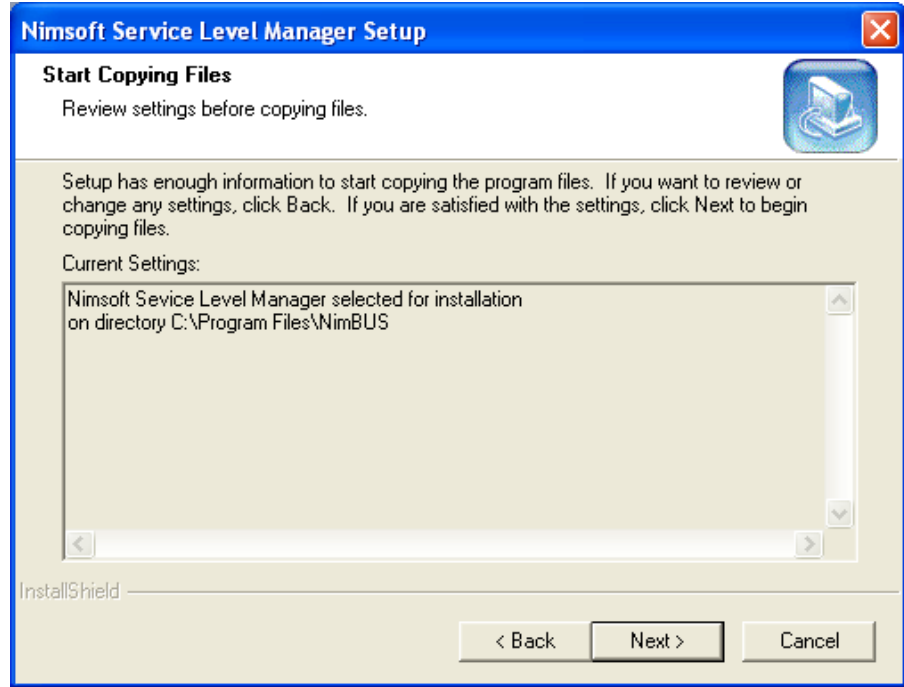 Nimsoft Service Level Manager Setup
Start Copying Files
Review settings before copying files.
Setup has enough information to start copying the program files.  If you want to review or
change any settings, click Back.  If you are satisfied with the settings, click Next to begin
copying files.
Current Settings:
Nimsoft Sevice Level Manager selected for installation
on directory C:\Program Files\NimBUS
InstallShield
< Back
Next >
Cancel